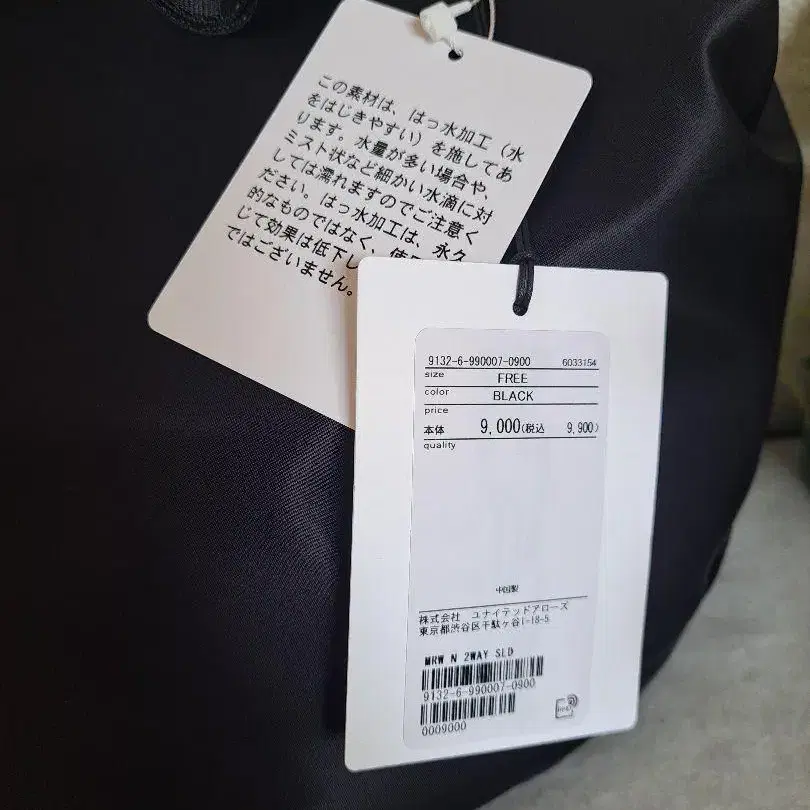 この素材は、はっ水加工（水
をはじきやすい）を施してあ
ります。水量が多い場合や、
ミスト状など細かい水滴に対
しては濡れますのでご注意く
ださい。はっ水加工は、永久
的なものではなく、使
じて効果は低下し
ではございません。
9132-6-990007-0900 6033154
size FREE
color BLACK
price
本体 9,000(税込 9,900)
quality
中国製
株式会社 ユナイテッドアローズ
東京都渋谷区千駄ヶ谷1-18-5
MRW N 2WAY SLD
9132-6-990007-0900
0009000